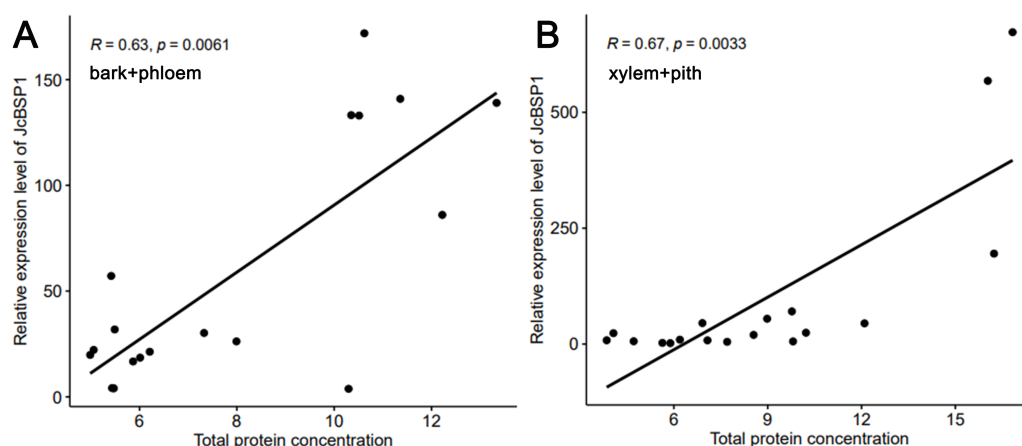 A
R = 0.63, p = 0.0061
bark+phloem
Relative expression level of JcBSP1
150
100
50
0
6 8 10 12
Total protein concentration
B
R = 0.67, p = 0.0033
xylem+pith
Relative expression level of JcBSP1
500
250
0
6 9 12 15
Total protein concentration